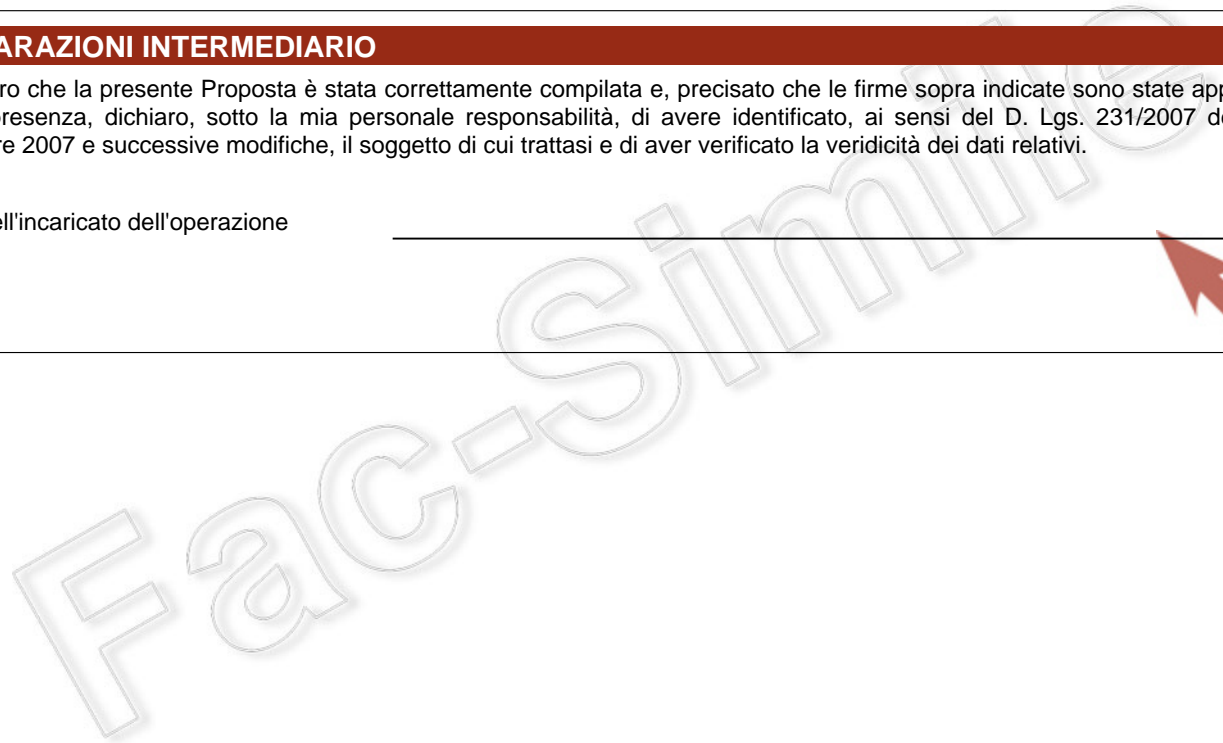 ARAZIONI INTERMEDIARIO
ro che la presente Proposta è stata correttamente compilata e, precisato che le firme sopra indicate sono state app
resenza, dichiaro, sotto la mia personale responsabilità, di avere identificato, ai sensi del D. Lgs. 231/2007 de
re 2007 e successive modifiche, il soggetto di cui trattasi e di aver verificato la veridicità dei dati relativi.
ell'incaricato dell'operazione
Fac-Simile